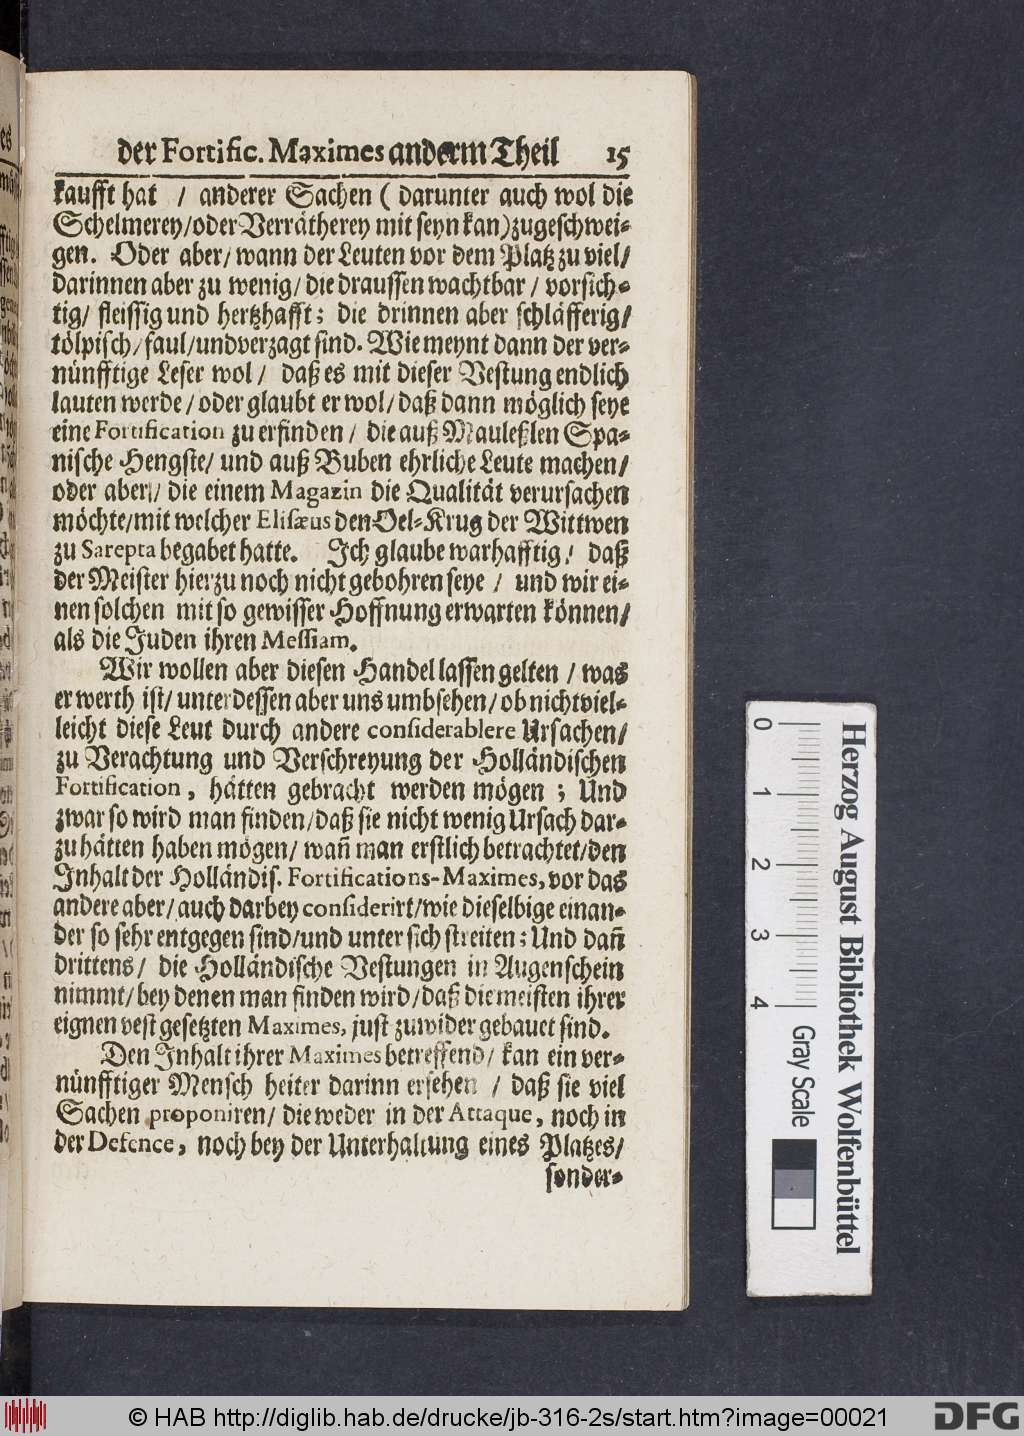 der Fortific. Maximes anderm Theil 15
kaufft hat / anderer Sachen ( darunter auch wol die
Schelmerey/oder Verrätherey mit seyn kan) zugeschwei-
gen. Oder aber/ wann der Leuten vor dem Platz zu viel/
darinnen aber zu wenig/ die draussen wachtbar / vorsich-
tig/ fleissig und hertzhafft; die drinnen aber schläfferig/
tölpisch/faul/und verzagt sind. Wie meynt dann der ver-
nünfftige Leser wol / daß es mit dieser Vestung endlich
lauten werde / oder glaubt er wol/ daß dann möglich seye
eine Fortification zu erfinden / die auß Mauleßlen Spa-
nische Hengste/ und auß Buben ehrliche Leute machen/
oder aber// die einem Magazin die Qualität verursachen
möchte/mit welcher Elisæus den Oel-Krug der Wittwen
zu Sarepta begabet hatte. Ich glaube warhafftig/ daß
der Meister hierzu noch nicht gebohren seye / und wir ei-
nen solchen mit so gewisser Hoffnung erwarten können/
als die Juden ihren Messiam.
Wir wollen aber diesen Handel lassen gelten / was
er werth ist/ unterdessen aber uns umbsehen/ ob nicht viel-
leicht diese Leut durch andere considerablere Ursachen/
zu Verachtung und Verschreyung der Holländischen
Fortification, hätten gebracht werden mögen ; Und
zwar so wird man finden/daß sie nicht wenig Ursach dar-
zu hätten haben mögen/ wañ man erstlich betrachtet/den
Inhalt der Holländis. Fortifications-Maximes, vor das
andere aber/ auch darbey considerirt/wie dieselbige einan-
der so sehr entgegen sind/und unter sich streiten; Und dañ
drittens/ die Holländische Vestungen in Augenschein
nimmt/ bey denen man finden wird/daß die meisten ihrer
eignen vest gesetzten Maximes, just zuwider gebauet sind.
Den Inhalt ihrer Maximes betreffend/ kan ein ver-
nünfftiger Mensch heiter darinn ersehen / daß sie viel
Sachen proponiren/ die weder in der Attaque, noch in
der Defence, noch bey der Unterhaltung eines Platzes/
sonder-
0 1 2 3 4
Gray Scale
Herzog August Bibliothek Wolfenbüttel
© HAB http://diglib.hab.de/drucke/jb-316-2s/start.htm?image=00021
DFG